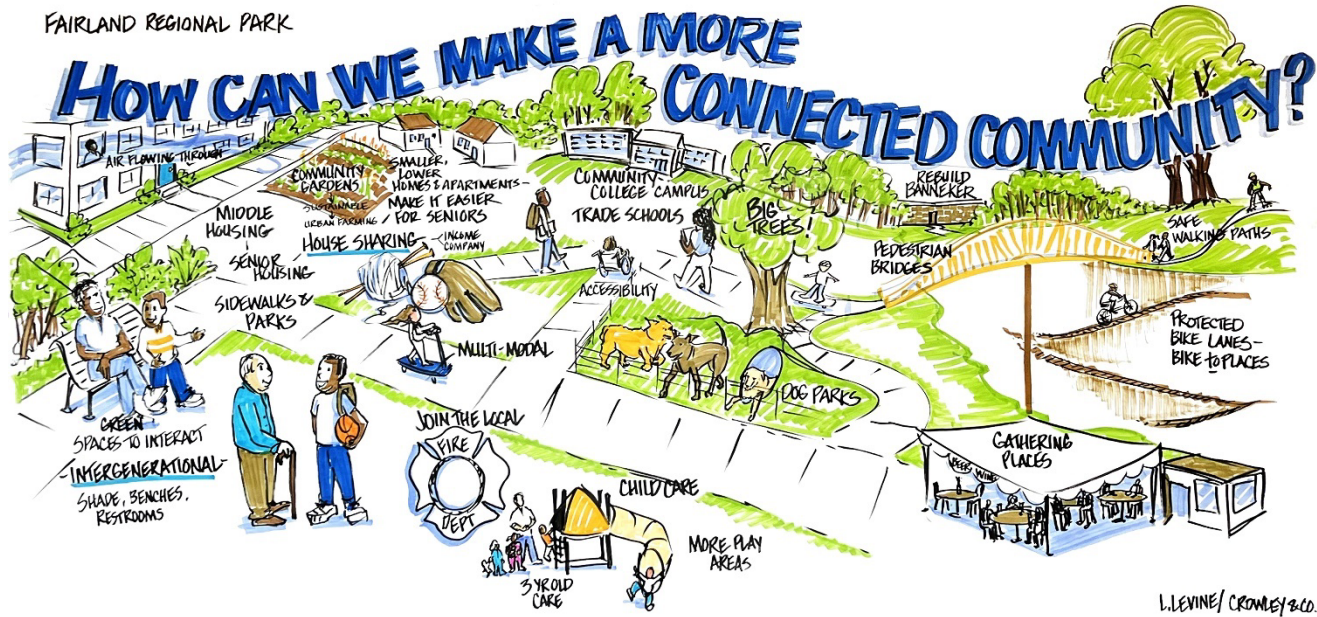 FAIRLAND REGIONAL PARK
HOW CAN WE MAKE A MORE
CONNECTED COMMUNITY?
AIR FLOWING THROUGH
COMMUNITY
GARDENS
SUSTAINABLE
URBAN FARMING
SMALLER,
LOWER
HOMES & APARTMENTS-
MAKE IT EASIER
FOR SENIORS
MIDDLE
HOUSING
SENIOR
HOUSING
HOUSE SHARING
INCOME
COMPANY
COMMUNITY
COLLEGE CAMPUS
TRADE SCHOOLS
BIG
TREES!
REBUILD
BANNEKER
SAFE
WALKING PATHS
PEDESTRIAN
BRIDGES
ACCESSIBILITY
SIDEWALKS &
PARKS
MULTI-MODAL
PROTECTED
BIKE LANES-
BIKE TO PLACES
DOG PARKS
GREEN
SPACES TO INTERACT
-INTERGENERATIONAL-
SHADE, BENCHES,
RESTROOMS
JOIN THE LOCAL
FIRE
DEPT
CHILD CARE
3 YR OLD
CARE
MORE PLAY
AREAS
GATHERING
PLACES
BEER WINE
L.LEVINE/ CROWLEY & CO.